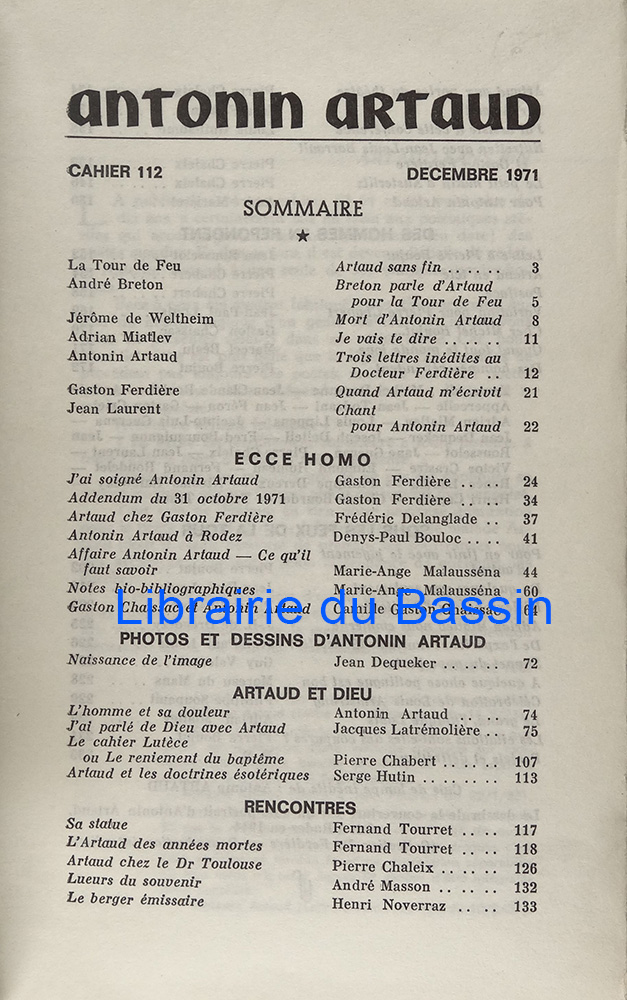 antonin artaud
CAHIER 112 DECEMBRE 1971
SOMMAIRE
★
La Tour de Feu Artaud sans fin . . . . . . 3
André Breton Breton parle d'Artaud
pour la Tour de Feu 5
Jérôme de Weltheim Mort d'Antonin Artaud 8
Adrian Miatlev Je vais te dire . . . . . . 11
Antonin Artaud Trois lettres inédites au
Docteur Ferdière . . 12
Gaston Ferdière Quand Artaud m'écrivit 21
Jean Laurent Chant
pour Antonin Artaud 22
ECCE HOMO
J'ai soigné Antonin Artaud Gaston Ferdière . . . . 24
Addendum du 31 octobre 1971 Gaston Ferdière . . . . 34
Artaud chez Gaston Ferdière Frédéric Delanglade . . 37
Antonin Artaud à Rodez Denys-Paul Bouloc . . . . 41
Affaire Antonin Artaud — Ce qu'il
faut savoir Marie-Ange Malausséna 44
Notes bio-bibliographiques Marie-Ange Malausséna 60
Gaston Chaissac et Antonin Artaud Camille Gaston Chaissac 64
Librairie du Bassin
PHOTOS ET DESSINS D'ANTONIN ARTAUD
Naissance de l'image Jean Dequeker . . . . . . 72
ARTAUD ET DIEU
L'homme et sa douleur Antonin Artaud . . . . 74
J'ai parlé de Dieu avec Artaud Jacques Latrémolière . . 75
Le cahier Lutèce
ou Le reniement du baptême Pierre Chabert . . . . . . 107
Artaud et les doctrines ésotériques Serge Hutin . . . . . . . 113
RENCONTRES
Sa statue Fernand Tourret . . . . 117
L'Artaud des années mortes Fernand Tourret . . . . 118
Artaud chez le Dr Toulouse Pierre Chaleix . . . . . . 126
Lueurs du souvenir André Masson . . . . . . 132
Le berger émissaire Henri Noverraz . . . . 133